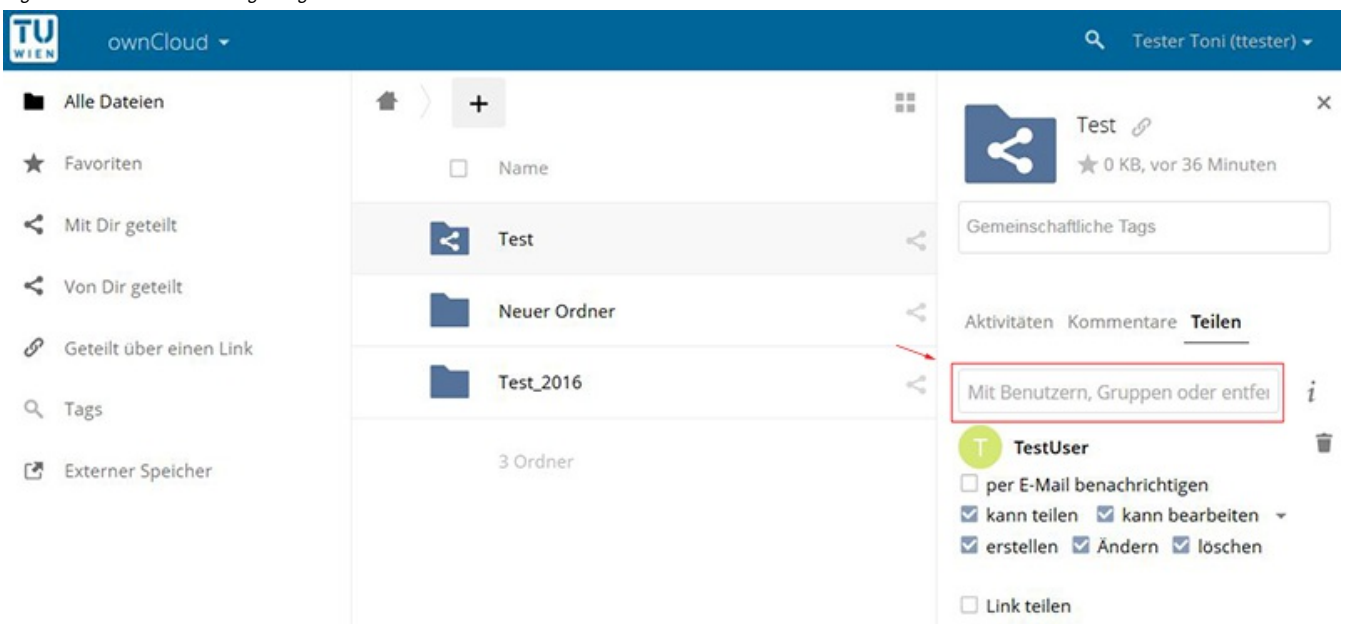 TU
WIEN
ownCloud
Tester Toni (ttester)
Alle Dateien
Favoriten
Mit Dir geteilt
Von Dir geteilt
Geteilt über einen Link
Tags
Externer Speicher
+
Name
Test
Neuer Ordner
Test_2016
3 Ordner
Test
0 KB, vor 36 Minuten
Gemeinschaftliche Tags
Aktivitäten Kommentare Teilen
Mit Benutzern, Gruppen oder
i
T TestUser
per E-Mail benachrichtigen
kann teilen kann bearbeiten
erstellen Ändern löschen
Link teilen